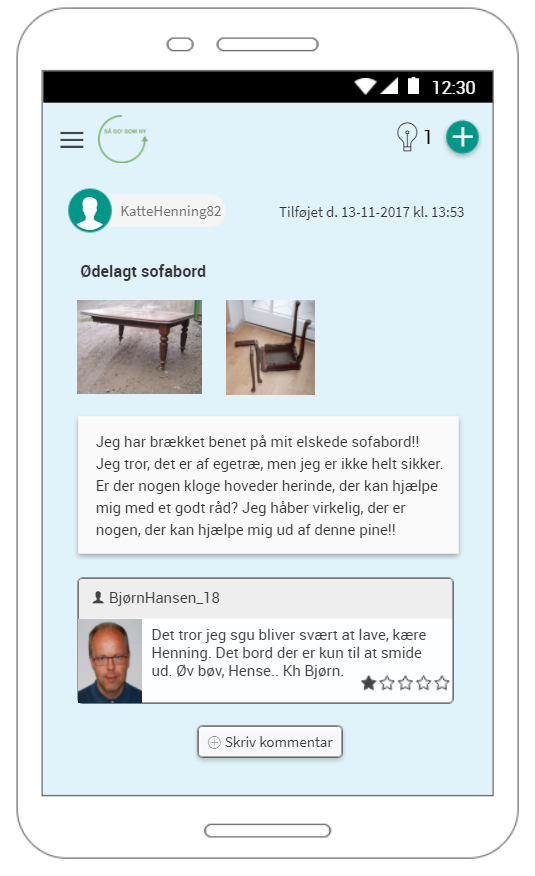 12:30
SÅ GO' SOM NY
1
KatteHenning82
Tilføjet d. 13-11-2017 kl. 13:53
Ødelagt sofabord
Jeg har brækket benet på mit elskede sofabord!!
Jeg tror, det er af egetræ, men jeg er ikke helt sikker.
Er der nogen kloge hoveder herinde, der kan hjælpe
mig med et godt råd? Jeg håber virkelig, der er
nogen, der kan hjælpe mig ud af denne pine!!
BjørnHansen_18
Det tror jeg sgu bliver svært at lave, kære
Henning. Det bord der er kun til at smide
ud. Øv bøv, Hense.. Kh Bjørn.
Skriv kommentar